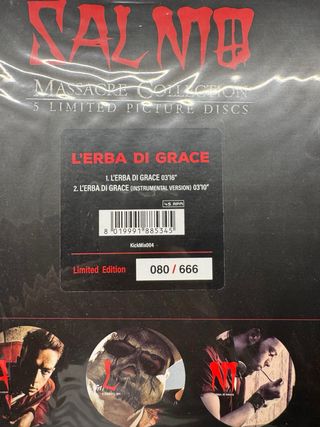 SALMO
MASSACRE COLLECTION
5 LIMITED PICTURE DISCS
L'ERBA DI GRACE
1. L'ERBA DI GRACE 03'16"
2. L'ERBA DI GRACE (INSTRUMENTAL VERSION) 03'10"
45 RPM
8 019991 885345
KickMix004
Limited Edition 080 / 666
A L M